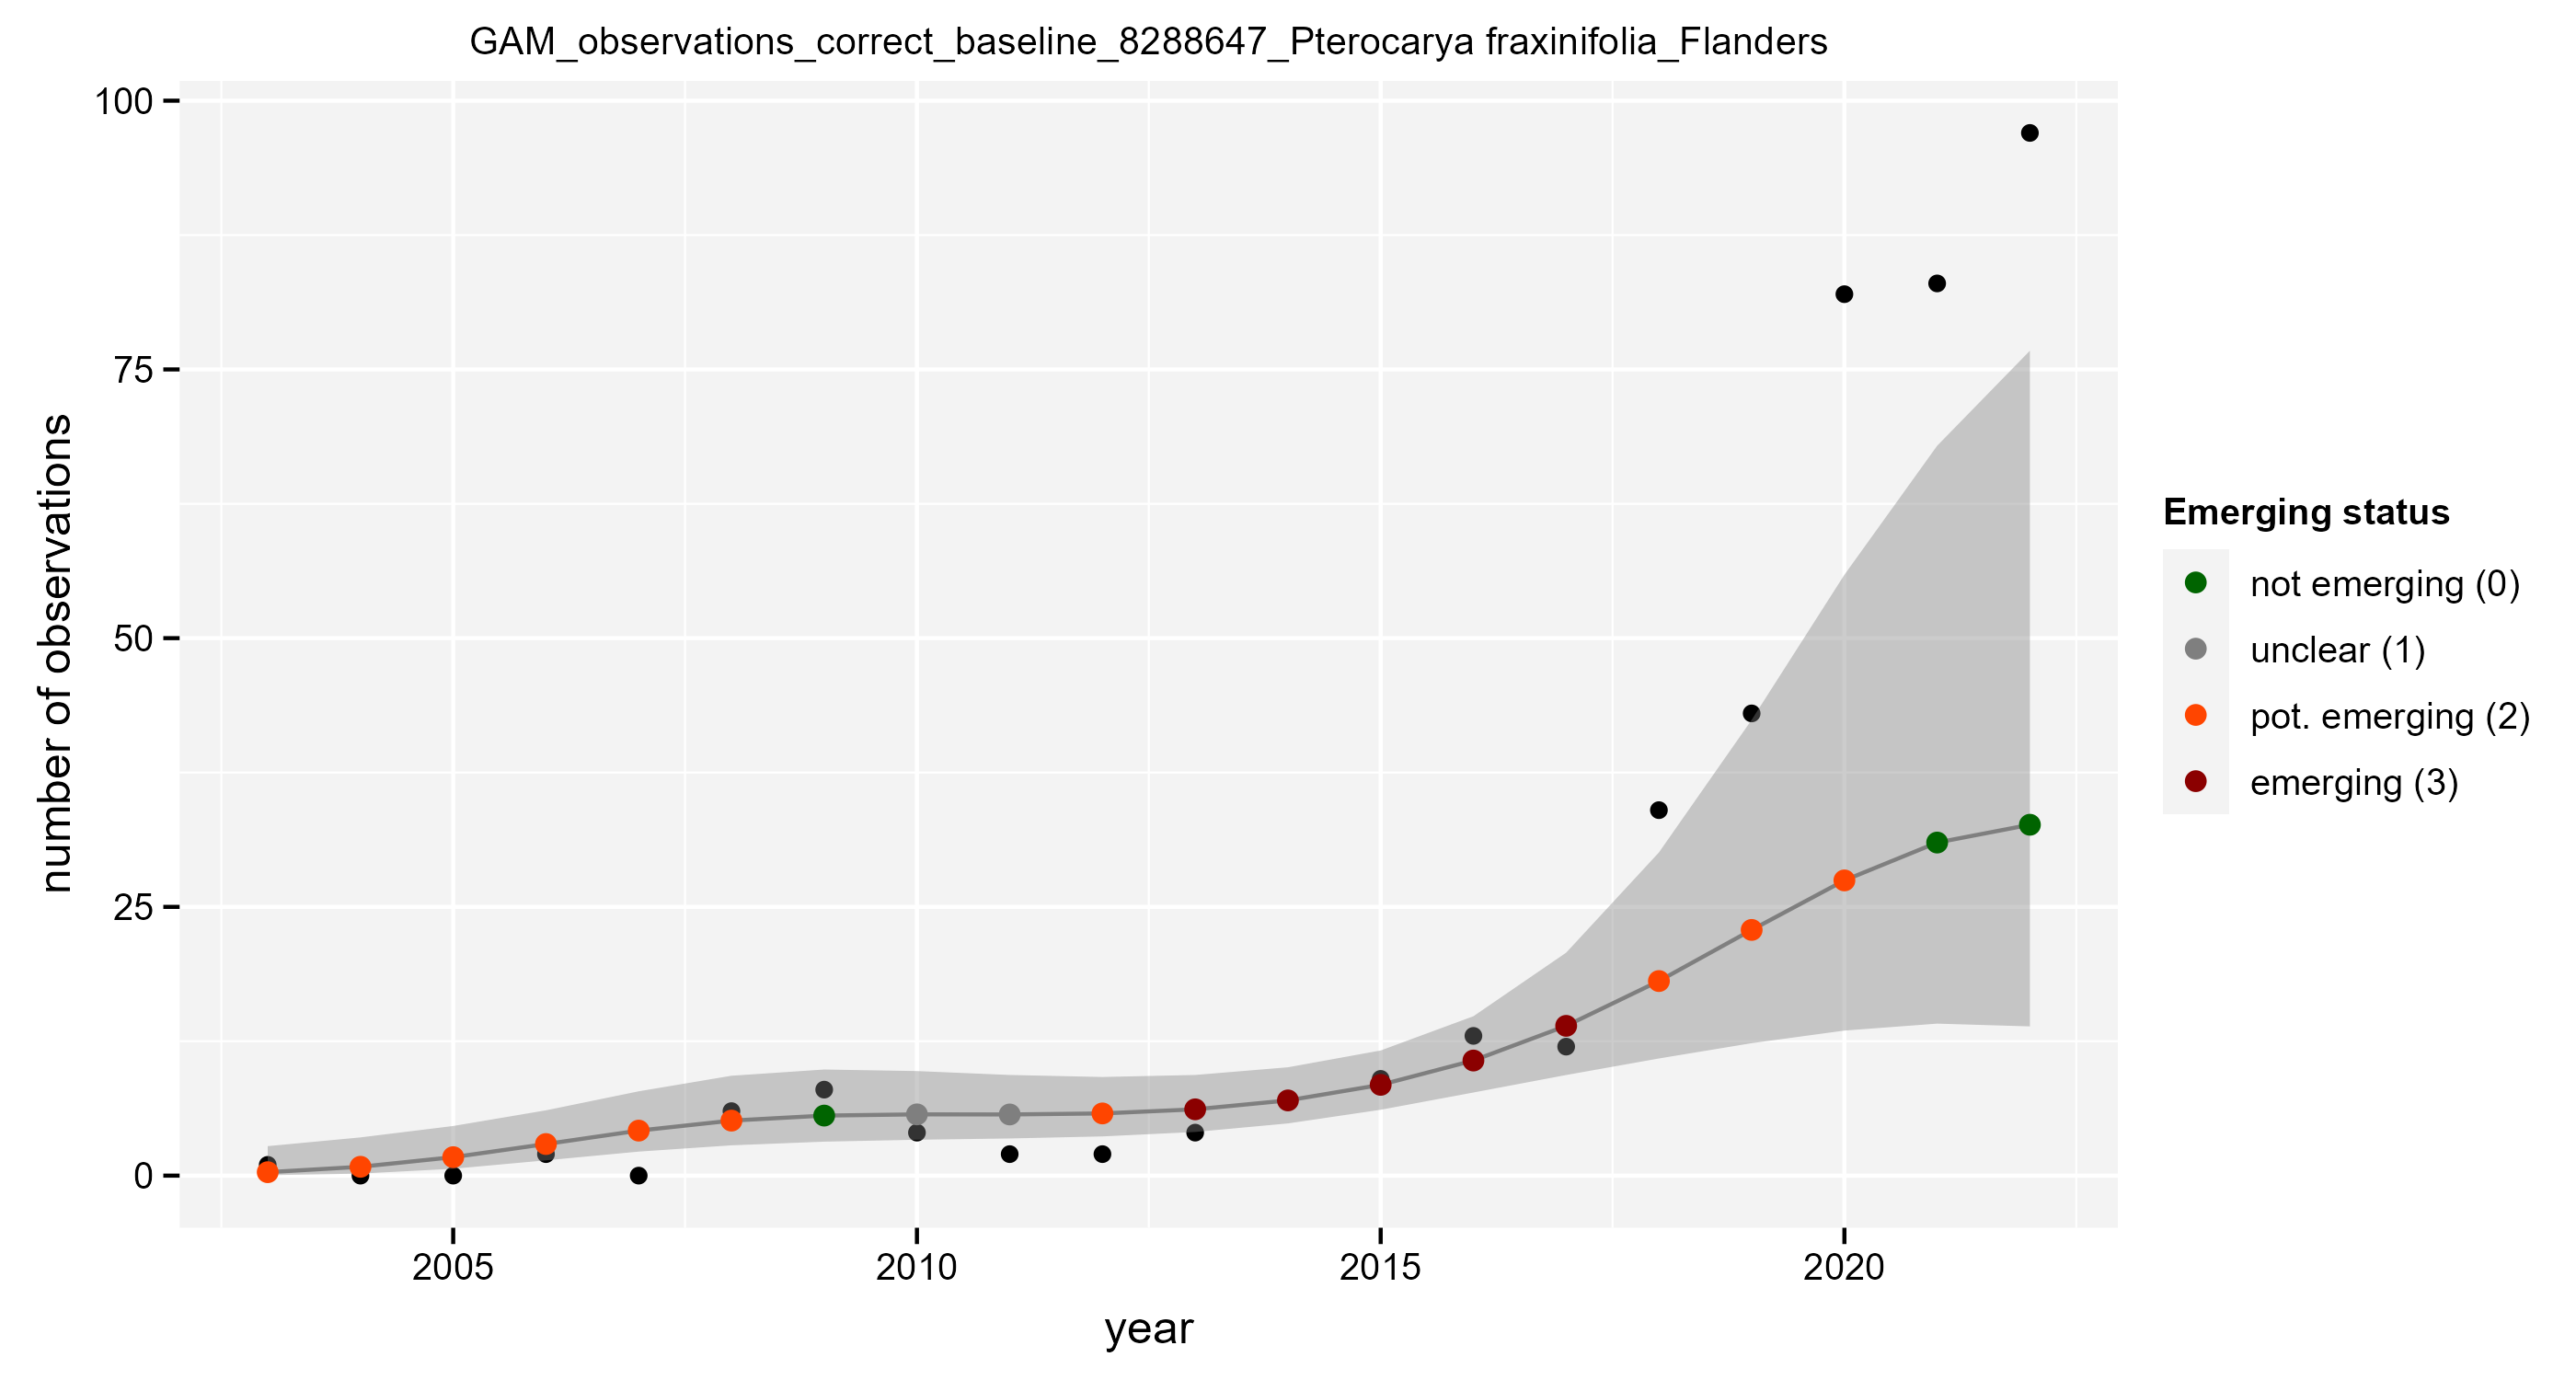 GAM_observations_correct_baseline_8288647_Pterocarya fraxinifolia_Flanders
100
75
50
25
0
number of observations
2005
2010
2015
2020
year
Emerging status
not emerging (0)
unclear (1)
pot. emerging (2)
emerging (3)